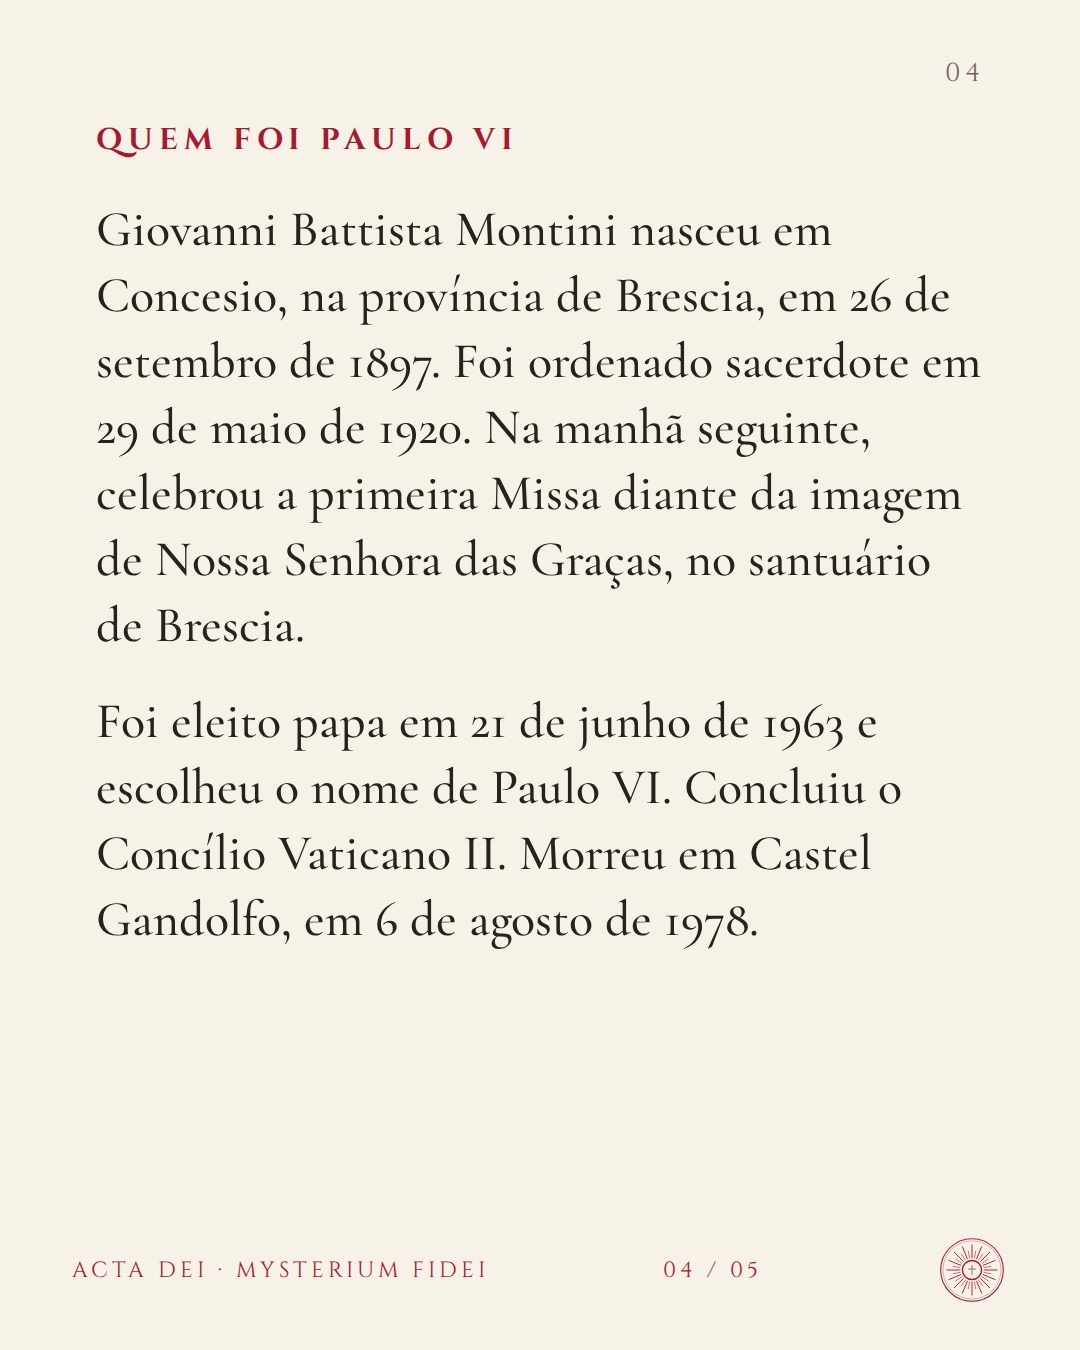 04
QUEM FOI PAULO VI
Giovanni Battista Montini nasceu em
Concesio, na província de Brescia, em 26 de
setembro de 1897. Foi ordenado sacerdote em
29 de maio de 1920. Na manhã seguinte,
celebrou a primeira Missa diante da imagem
de Nossa Senhora das Graças, no santuário
de Brescia.
Foi eleito papa em 21 de junho de 1963 e
escolheu o nome de Paulo VI. Concluiu o
Concílio Vaticano II. Morreu em Castel
Gandolfo, em 6 de agosto de 1978.
ACTA DEI · MYSTERIUM FIDEI
04 / 05